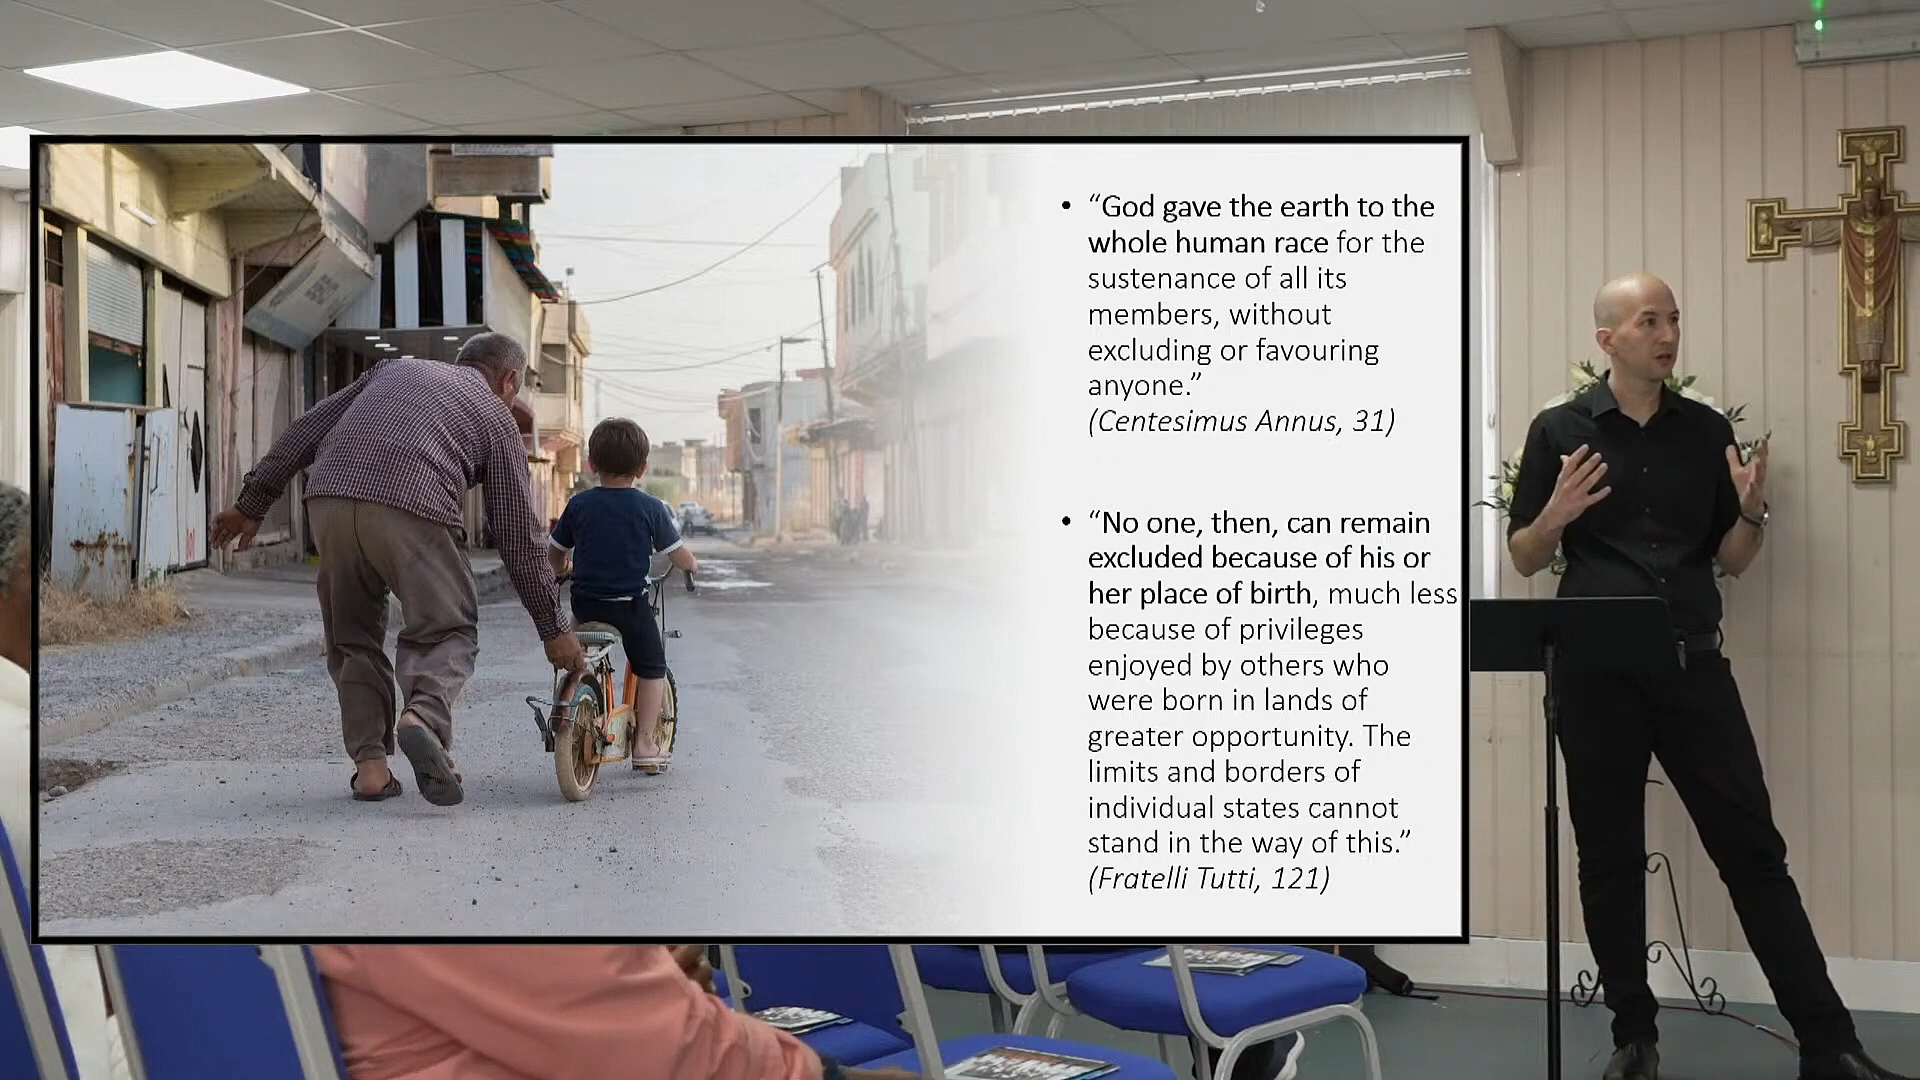 • “God gave the earth to the
whole human race for the
sustenance of all its
members, without
excluding or favouring
anyone.”
(Centesimus Annus, 31)
• “No one, then, can remain
excluded because of his or
her place of birth, much less
because of privileges
enjoyed by others who
were born in lands of
greater opportunity. The
limits and borders of
individual states cannot
stand in the way of this.”
(Fratelli Tutti, 121)